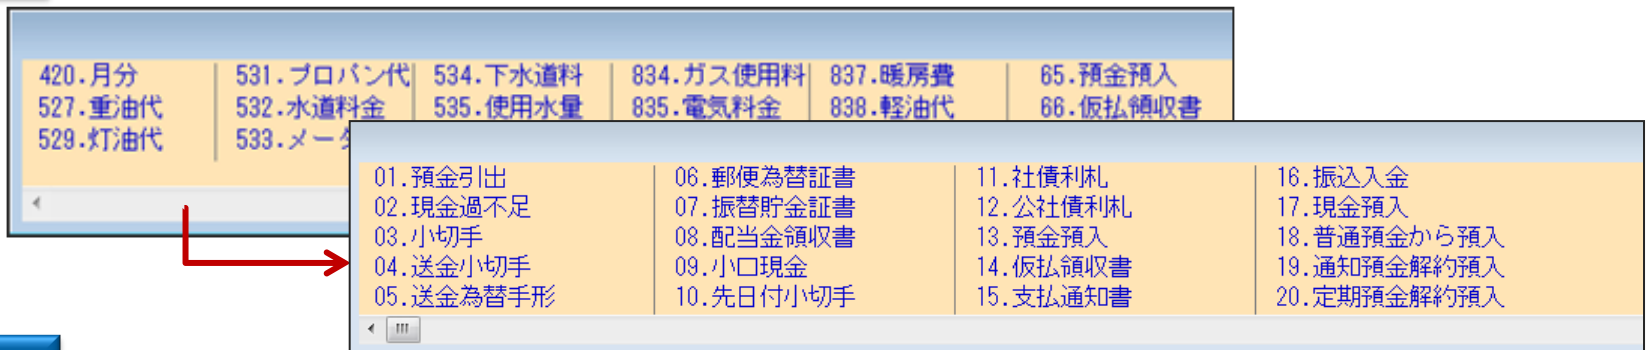 420.月分 531.プロパン代 534.下水道料 834.ガス使用料 837.暖房費 65.預金預入
527.重油代 532.水道料金 535.使用水量 835.電気料金 838.軽油代 66.仮払領収書
529.灯油代 533.メータ
01.預金引出 06.郵便為替証書 11.社債利札 16.振込入金
02.現金過不足 07.振替貯金証書 12.公社債利札 17.現金預入
03.小切手 08.配当金領収書 13.預金預入 18.普通預金から預入
04.送金小切手 09.小口現金 14.仮払領収書 19.通知預金解約預入
05.送金為替手形 10.先日付小切手 15.支払通知書 20.定期預金解約預入